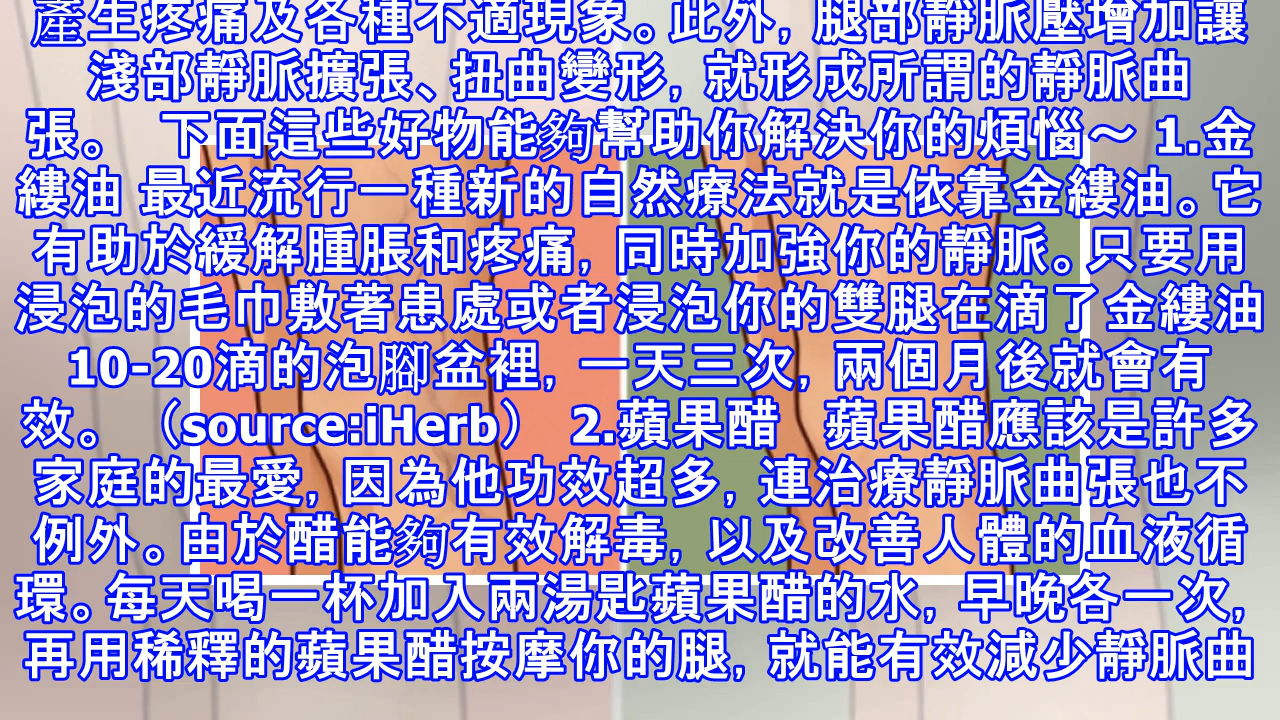 產生疼痛及各種不適現象。此外，腿部靜脈壓增加讓
淺部靜脈擴張、扭曲變形，就形成所謂的靜脈曲
張。 下面這些好物能夠幫助你解決你的煩惱～ 1.金
縷油 最近流行一種新的自然療法就是依靠金縷油。它
有助於緩解腫脹和疼痛，同時加強你的靜脈。只要用
浸泡的毛巾敷著患處或者浸泡你的雙腿在滴了金縷油
10-20滴的泡腳盆裡，一天三次，兩個月後就會有
效。（source:iHerb） 2.蘋果醋 蘋果醋應該是許多
家庭的最愛，因為他功效超多，連治療靜脈曲張也不
例外。由於醋能夠有效解毒，以及改善人體的血液循
環。每天喝一杯加入兩湯匙蘋果醋的水，早晚各一次，
再用稀釋的蘋果醋按摩你的腿，就能有效減少靜脈曲